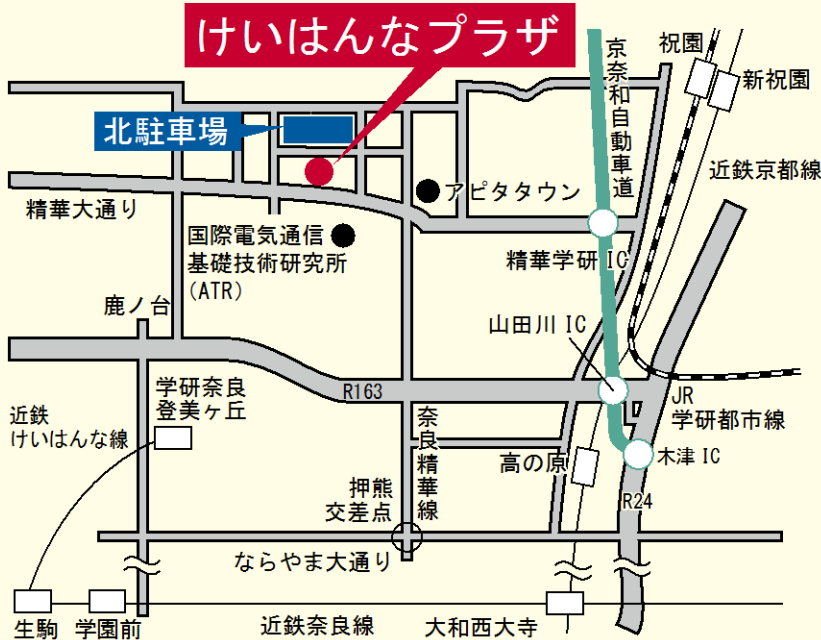 けいはんなプラザ
京奈和自動車道
祝園
新祝園
北駐車場
近鉄京都線
アピタタウン
精華大通り
国際電気通信
基礎技術研究所
(ATR)
精華学研IC
鹿ノ台
山田川IC
R163
学研奈良
登美ヶ丘
JR
学研都市線
近鉄
けいはんな線
奈良精華線
高の原
木津IC
押熊
交差点
R24
ならやま大通り
生駒
学園前
近鉄奈良線
大和西大寺